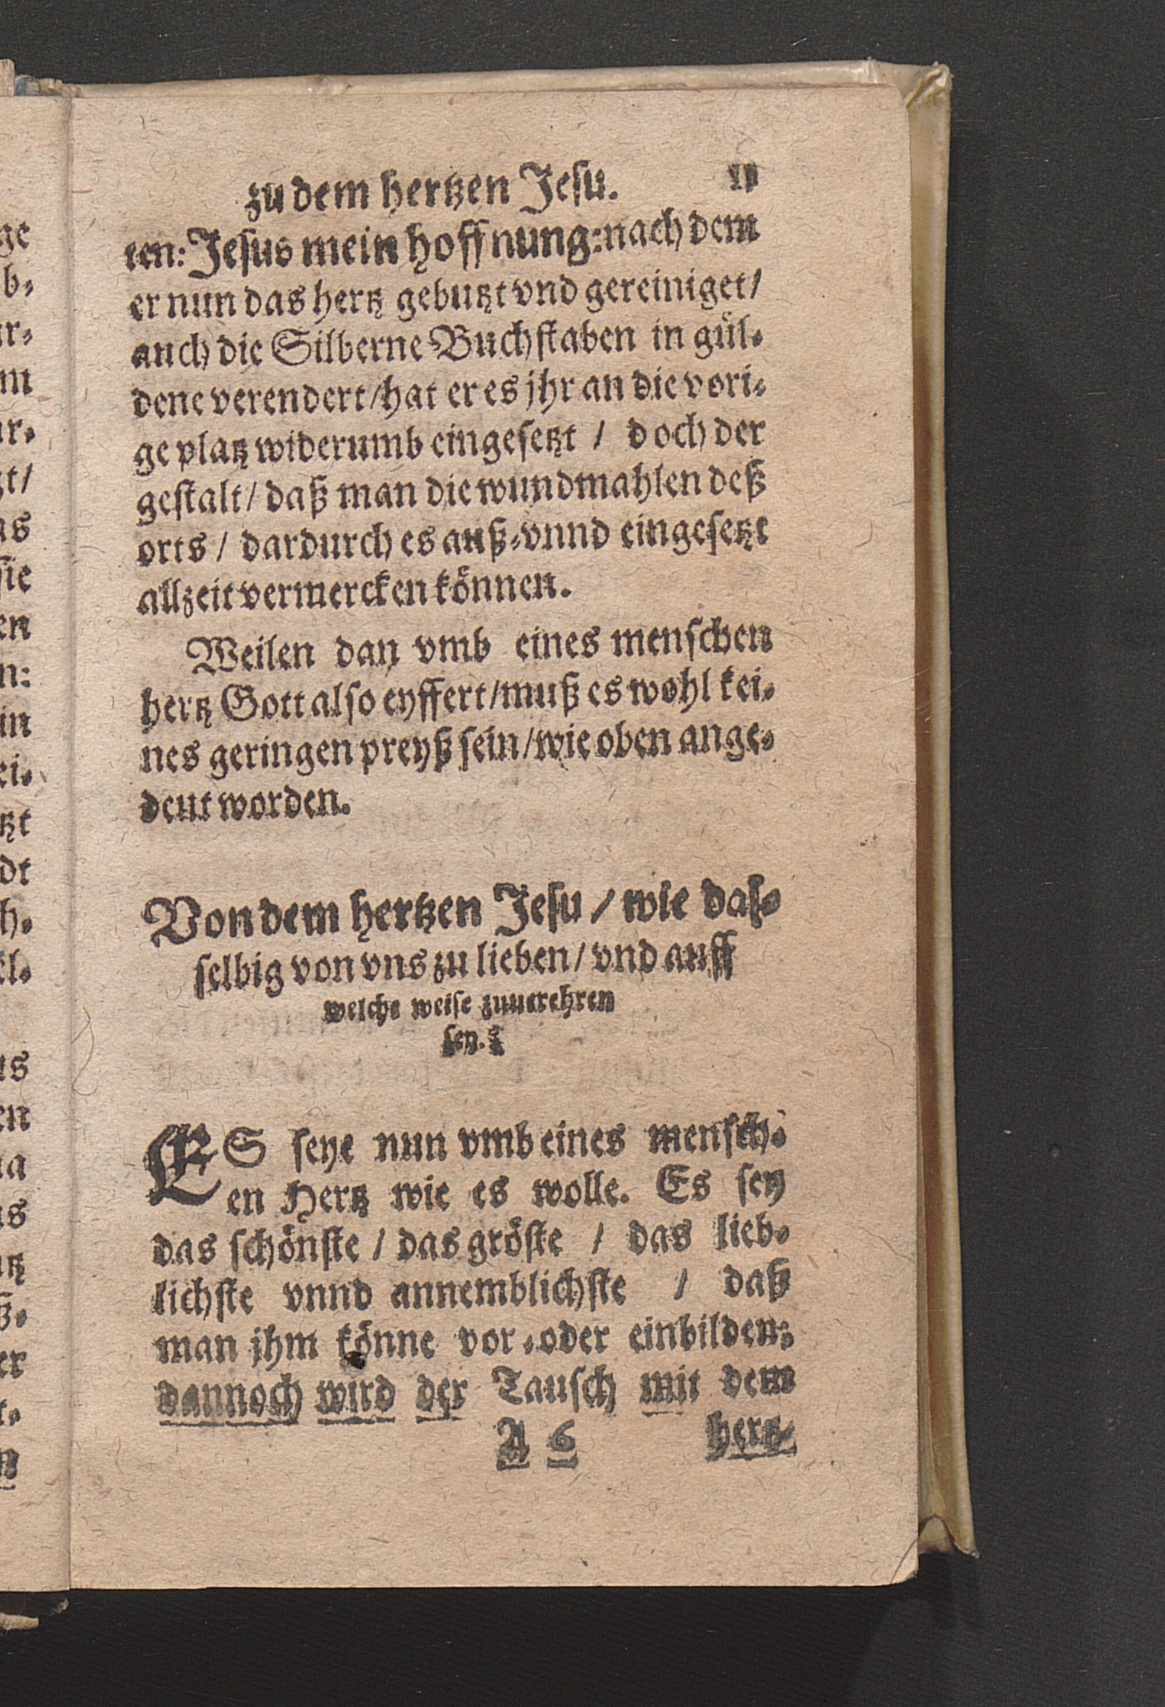 zu dem hertzen Jesu. 11
ten: Jesus mein hoffnung: nach dem
er nun das hertz gebutzt vnd gereiniget /
auch die Silberne Buchstaben in gül-
dene verendert / hat er es jhr an die vori-
ge platz widerumb eingesetzt / doch der
gestalt / daß man die wundmahlen deß
orts / dardurch es auß-vnnd eingesetzt
allzeit vermercken können.
Weilen dan vmb eines menschen
hertz Gott also eyffert / muß es wohl kei-
nes geringen preyß sein / wie oben ange-
deut worden.
Von dem hertzen Jesu / wie das-
selbig von vns zu lieben / vnd auff
welche weise zuuerehren
sey.
ES seye nun vmb eines mensch-
en Hertz wie es wolle. Es sey
das schönste / das gröste / das lieb-
lichste vnnd annemblichste / daß
man jhm könne vor-oder einbilden:
dannoch wird der Tausch mit dem
A 6 hertz-